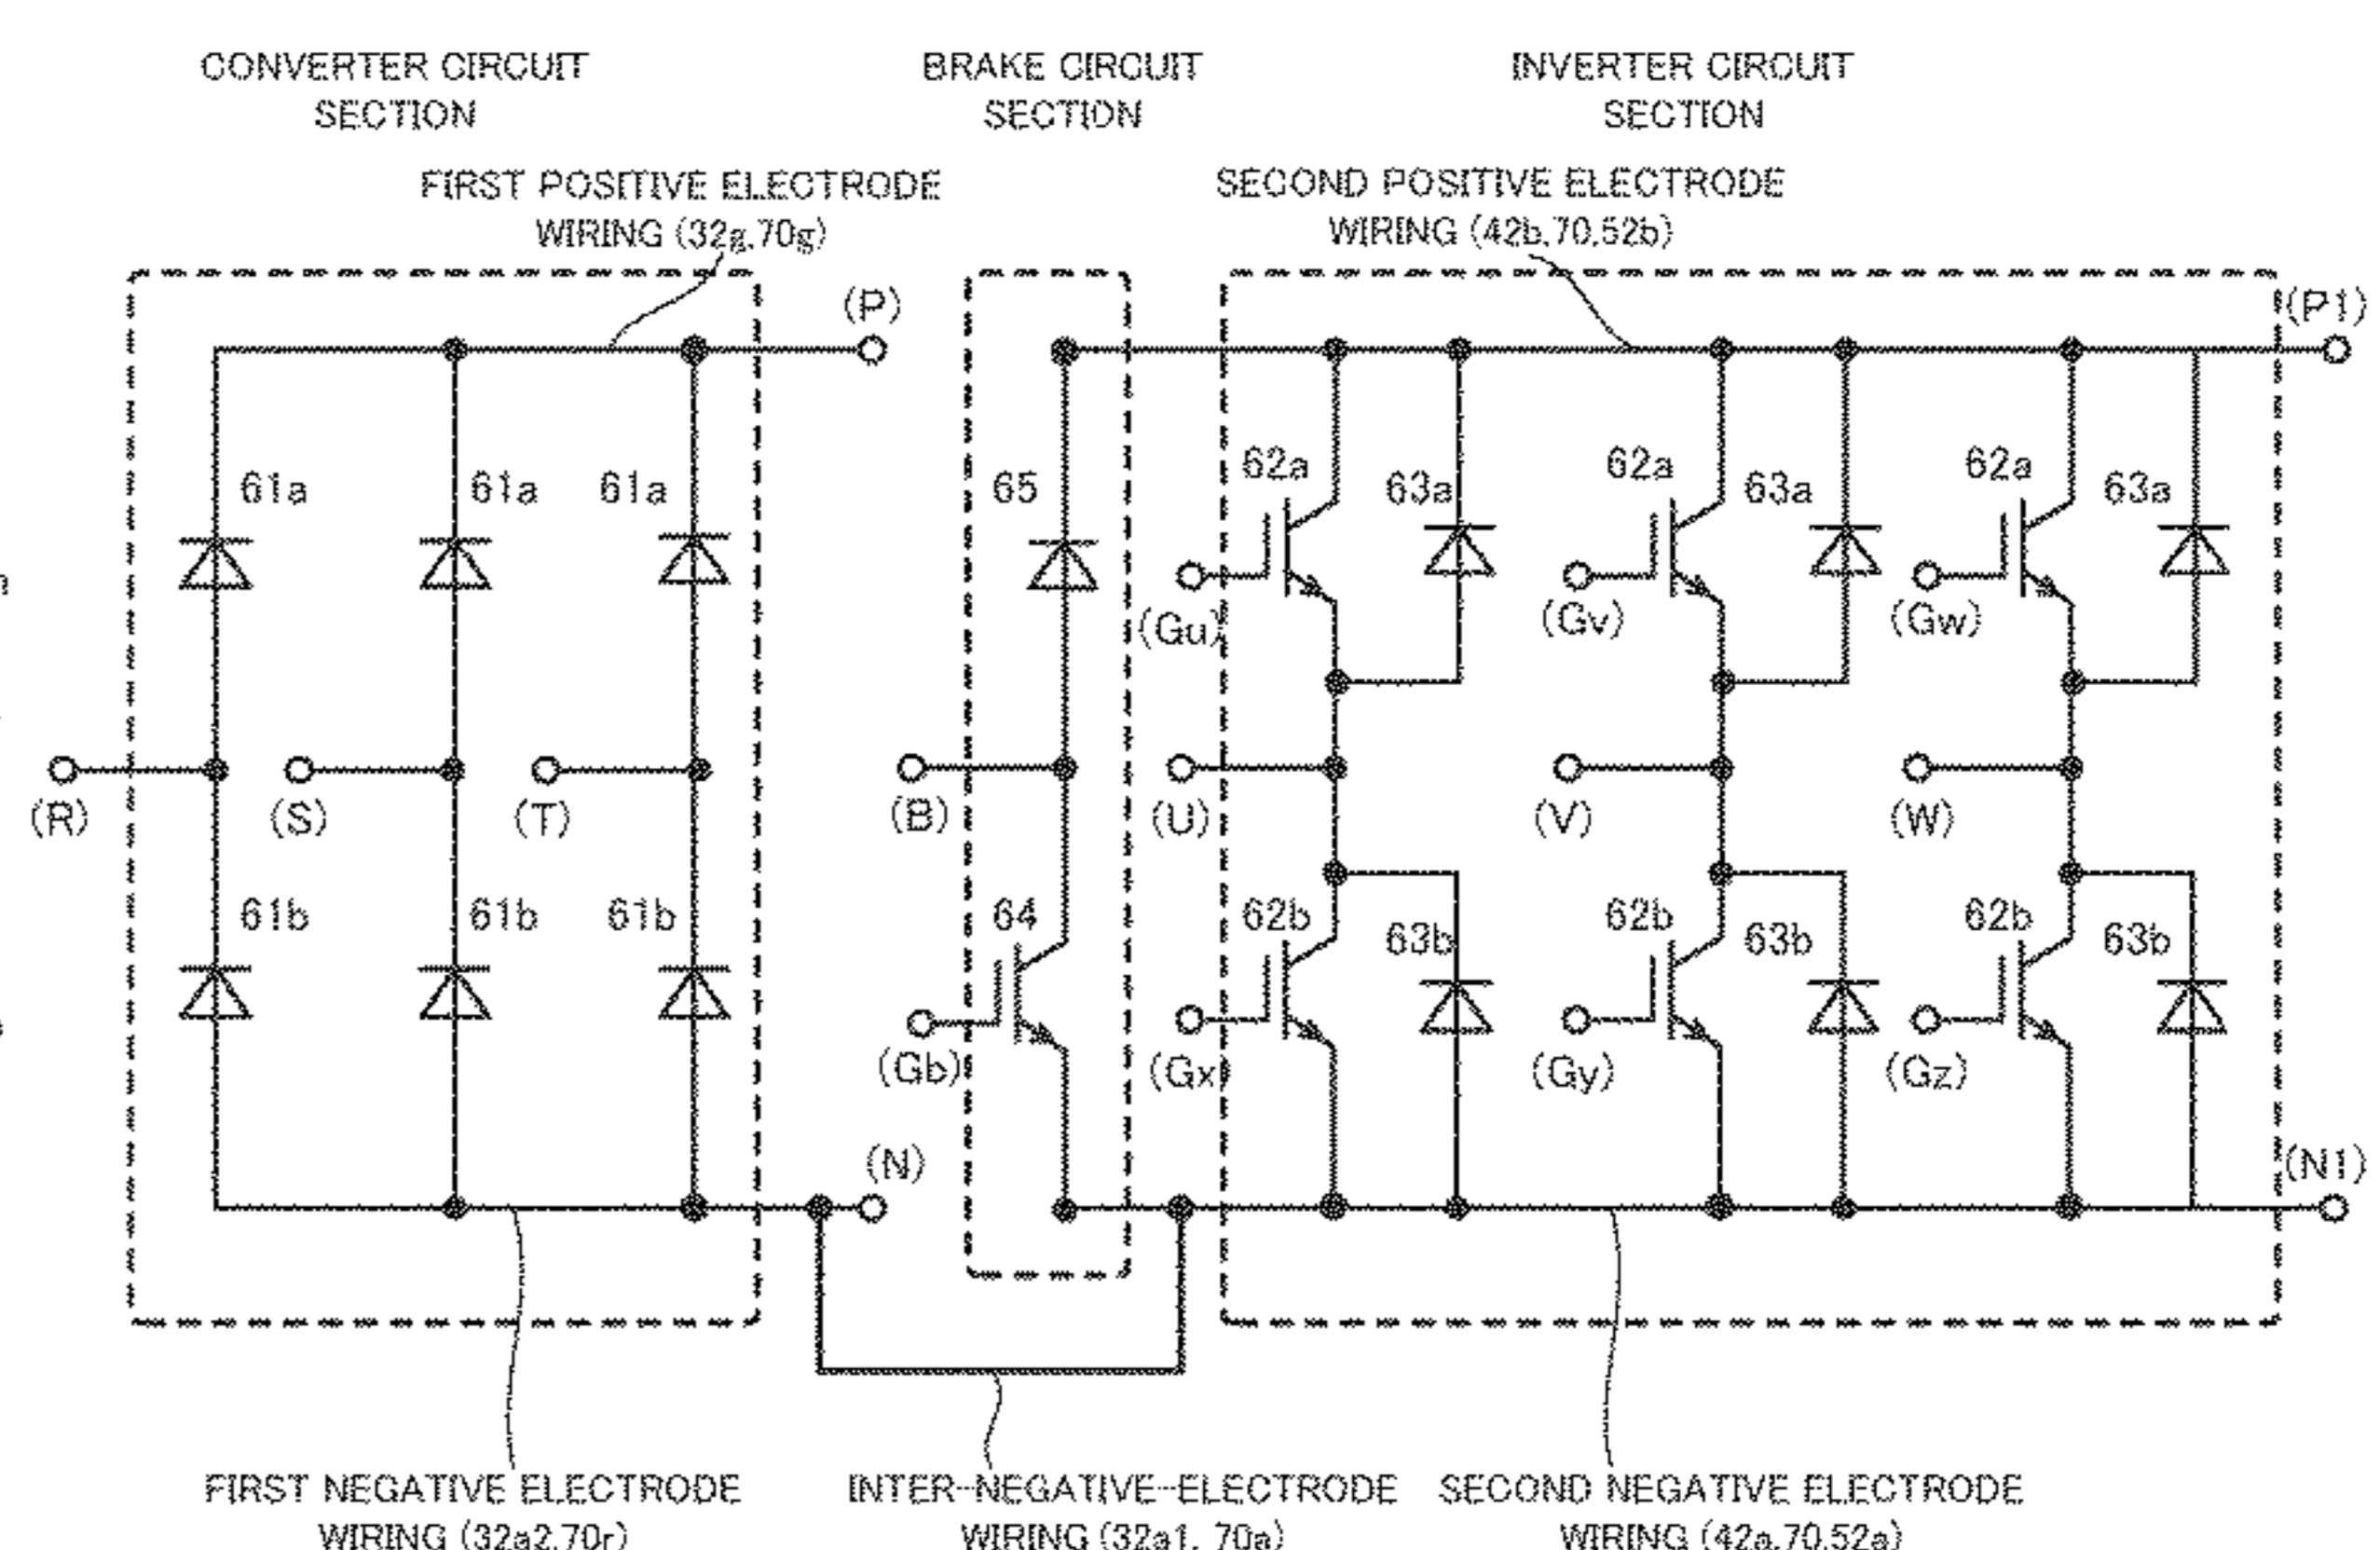 CONVERTER CIRCUIT
SECTION
BRAKE CIRCUIT
SECTION
INVERTER CIRCUIT
SECTION
FIRST POSITIVE ELECTRODE
WIRING (32g,70g)
SECOND POSITIVE ELECTRODE
WIRING (42b,70,52b)
(P)
(P1)
61a
61a
61a
65
62a
63a
62a
63a
62a
63a
(Gu)
(Gv)
(Gw)
(R)
(S)
(T)
(B)
(U)
(V)
(W)
61b
61b
61b
64
62b
63b
62b
63b
62b
63b
(Gb)
(Gx)
(Gy)
(Gz)
(N)
(N1)
FIRST NEGATIVE ELECTRODE
WIRING (32a2,70r)
INTER-NEGATIVE-ELECTRODE
WIRING (32a1, 70a)
SECOND NEGATIVE ELECTRODE
WIRING (42a,70,52a)